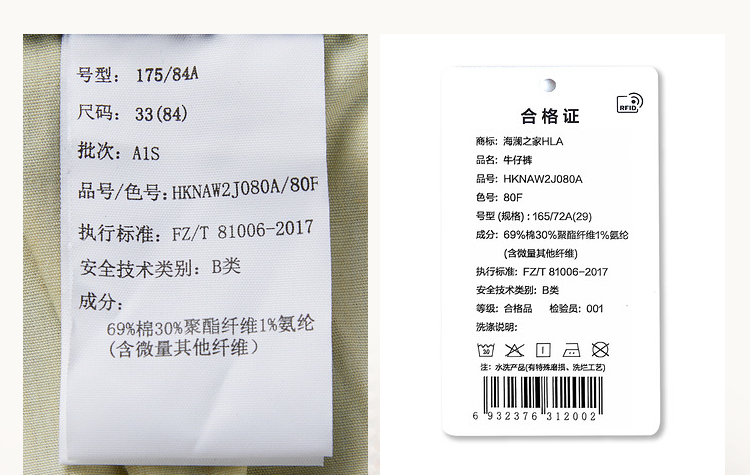 号型: 175/84A
尺码: 33(84)
批次: A1S
品号/色号:HKNAW2J080A/80F
执行标准: FZ/T 81006-2017
安全技术类别: B类
成分:
69%棉30%聚酯纤维1%氨纶
(含微量其他纤维)
RFID
合格证
商标: 海澜之家HLA
品名: 牛仔裤
品号: HKNAW2J080A
色号: 80F
号型(规格):165/72A(29)
成分: 69%棉30%聚酯纤维1%氨纶
(含微量其他纤维)
执行标准: FZ/T 81006-2017
安全技术类别: B类
等级: 合格品 检验员: 001
洗涤说明:
30
注: 水洗产品(有特殊磨损、洗烂工艺)
6 932376 312002